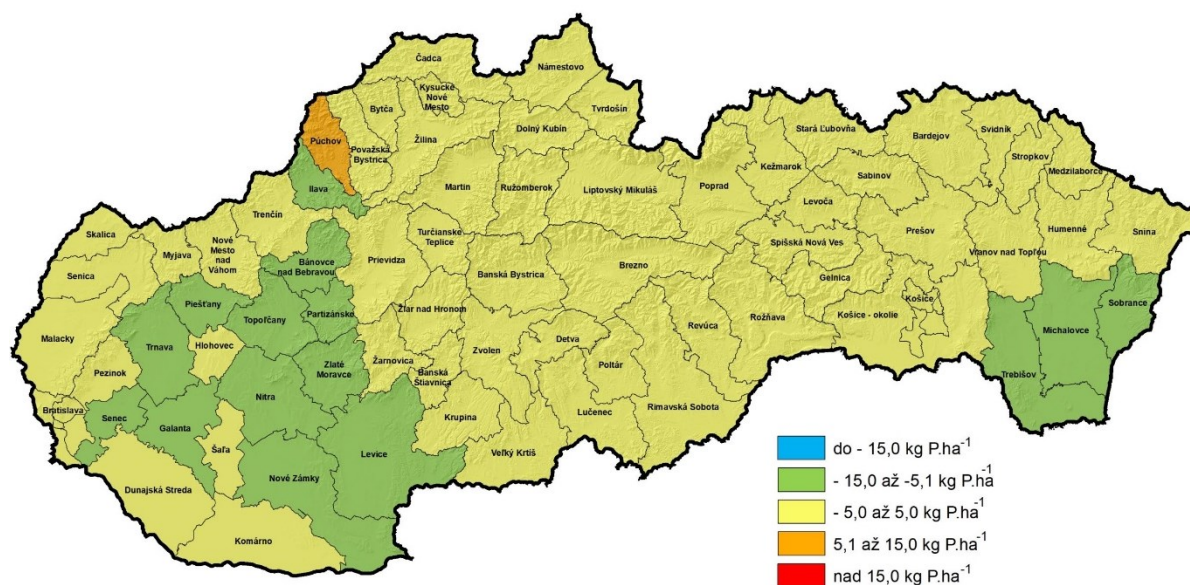 Čadca
Námestovo
Kysucké
Nové
Mesto
Bytča
Tvrdošín
Púchov
Považská
Bystrica
Žilina
Dolný Kubín
Stará Ľubovňa
Bardejov
Svidník
Stropkov
Medzilaborce
Kežmarok
Sabinov
Ilava
Martin
Ružomberok
Liptovský Mikuláš
Poprad
Levoča
Trenčín
Turčianske
Teplice
Prešov
Humenné
Snina
Skalica
Myjava
Nové
Mesto
nad
Váhom
Bánovce
nad Bebravou
Prievidza
Spišská Nová Ves
Vranov nad Topľou
Senica
Banská Bystrica
Brezno
Gelnica
Piešťany
Topoľčany
Partizánske
Žiar nad Hronom
Košice
Sobrance
Malacky
Trnava
Hlohovec
Zvolen
Detva
Revúca
Rožňava
Košice - okolie
Michalovce
Pezinok
Zlaté
Moravce
Žarnovica
Banská
Štiavnica
Poltár
Trebišov
Bratislava
Senec
Nitra
Krupina
Lučenec
Rimavská Sobota
Galanta
Šaľa
Levice
Veľký Krtíš
Nové Zámky
Dunajská Streda
Komárno
do - 15,0 kg P.ha⁻¹
- 15,0 až -5,1 kg P.ha⁻¹
- 5,0 až 5,0 kg P.ha⁻¹
5,1 až 15,0 kg P.ha⁻¹
nad 15,0 kg P.ha⁻¹